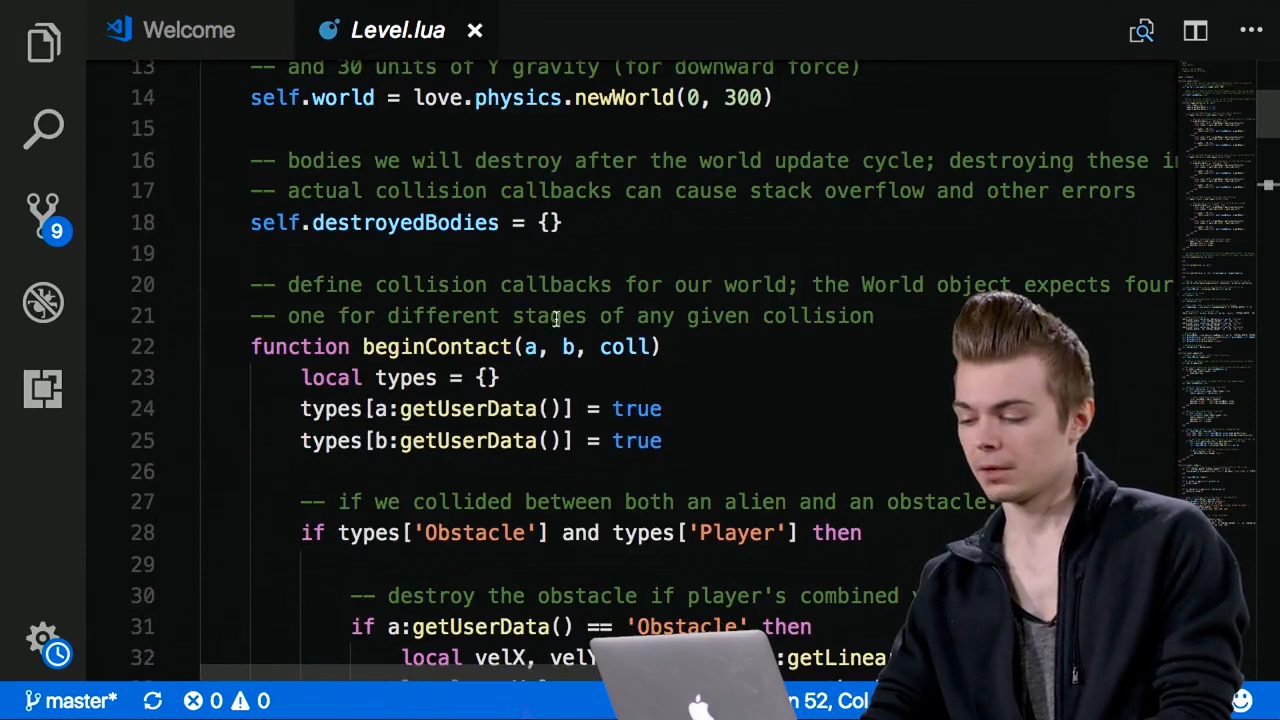 Welcome
Level.lua
13 -- and 30 units of Y gravity (for downward force)
14 self.world = love.physics.newWorld(0, 300)
15
16 -- bodies we will destroy after the world update cycle; destroying these i
17 -- actual collision callbacks can cause stack overflow and other errors
18 self.destroyedBodies = {}
19
20 -- define collision callbacks for our world; the World object expects four
21 -- one for different stages of any given collision
22 function beginContact(a, b, coll)
23 local types = {}
24 types[a:getUserData()] = true
25 types[b:getUserData()] = true
26
27 -- if we collided between both an alien and an obstacle.
28 if types['Obstacle'] and types['Player'] then
29
30 -- destroy the obstacle if player's combined
31 if a:getUserData() == 'Obstacle' then
32 local velX, velY :getLinea
9
master* 0 0 52, Col